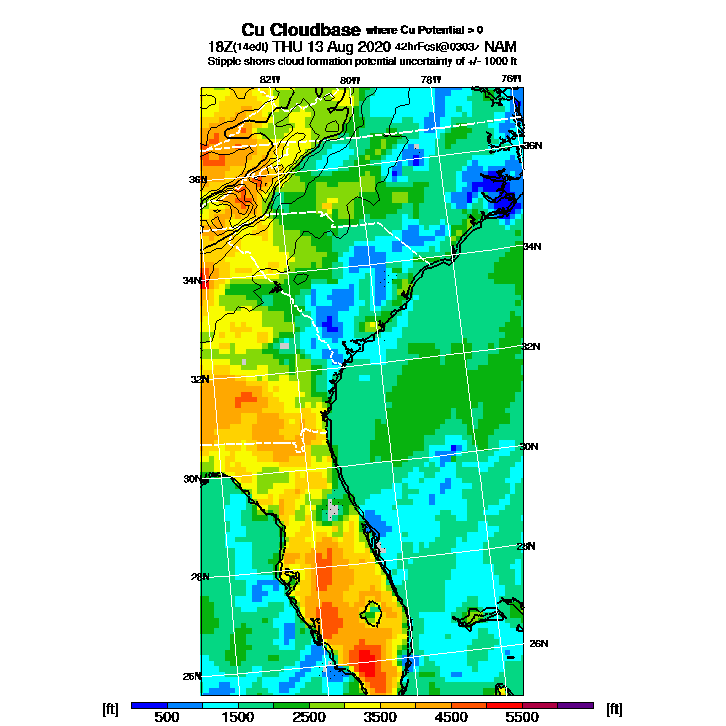 Cu Cloudbase where Cu Potential > 0
18Z(14edt) THU 13 Aug 2020 42hrFcst@0303z NAM
Stipple shows cloud formation potential uncertainty of +/- 1000 ft
82W 80W 78W 76W
36N 36N
34N 34N
32N 32N
30N 30N
28N 28N
26N 26N
[ft] 500 1500 2500 3500 4500 5500 [ft]